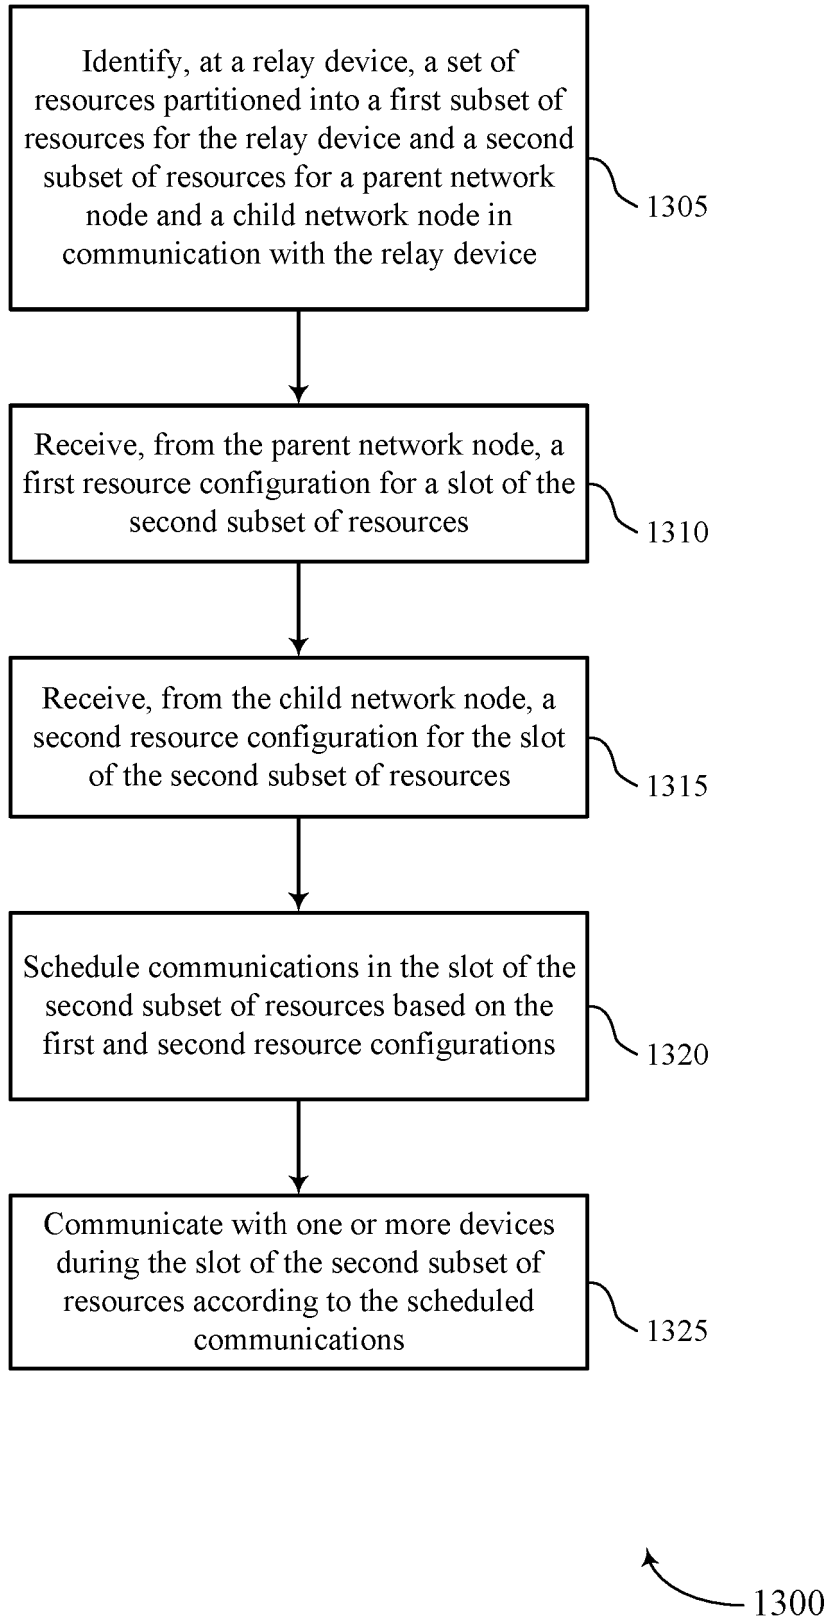 Identify, at a relay device, a set of
resources partitioned into a first subset of
resources for the relay device and a second
subset of resources for a parent network
node and a child network node in
communication with the relay device
1305
Receive, from the parent network node, a
first resource configuration for a slot of the
second subset of resources
1310
Receive, from the child network node, a
second resource configuration for the slot
of the second subset of resources
1315
Schedule communications in the slot of the
second subset of resources based on the
first and second resource configurations
1320
Communicate with one or more devices
during the slot of the second subset of
resources according to the scheduled
communications
1325
1300